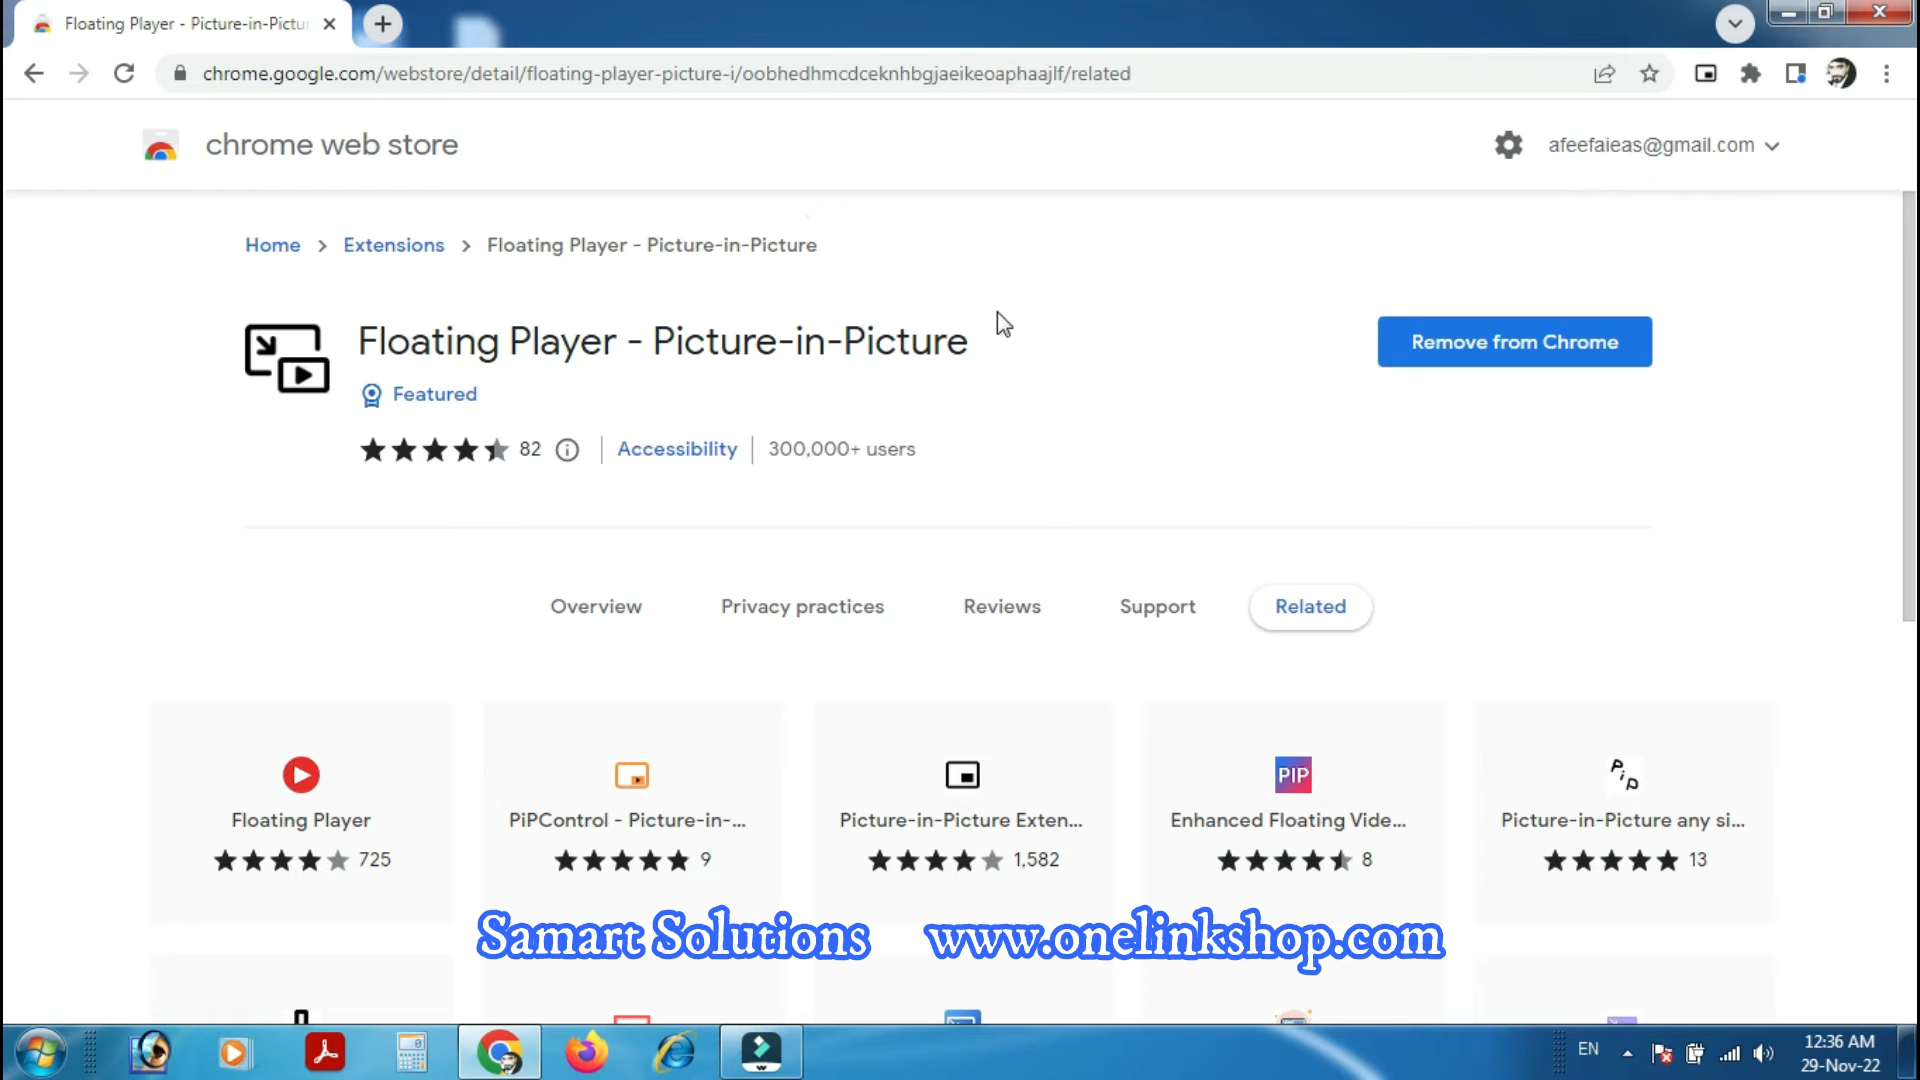 Floating Player - Picture-in-Pictu
chrome.google.com/webstore/detail/floating-player-picture-i/oobhedhmcdceknhbgjaeikeoaphaajlf/related
chrome web store
afeefaieas@gmail.com
Home > Extensions > Floating Player - Picture-in-Picture
Floating Player - Picture-in-Picture
Remove from Chrome
Featured
82
Accessibility
300,000+ users
Overview
Privacy practices
Reviews
Support
Related
PIP
PiP
Floating Player
PiPControl - Picture-in-...
Picture-in-Picture Exten...
Enhanced Floating Vide...
Picture-in-Picture any si...
725
9
1,582
8
13
Samart Solutions www.onelinkshop.com
EN
12:36 AM
29-Nov-22